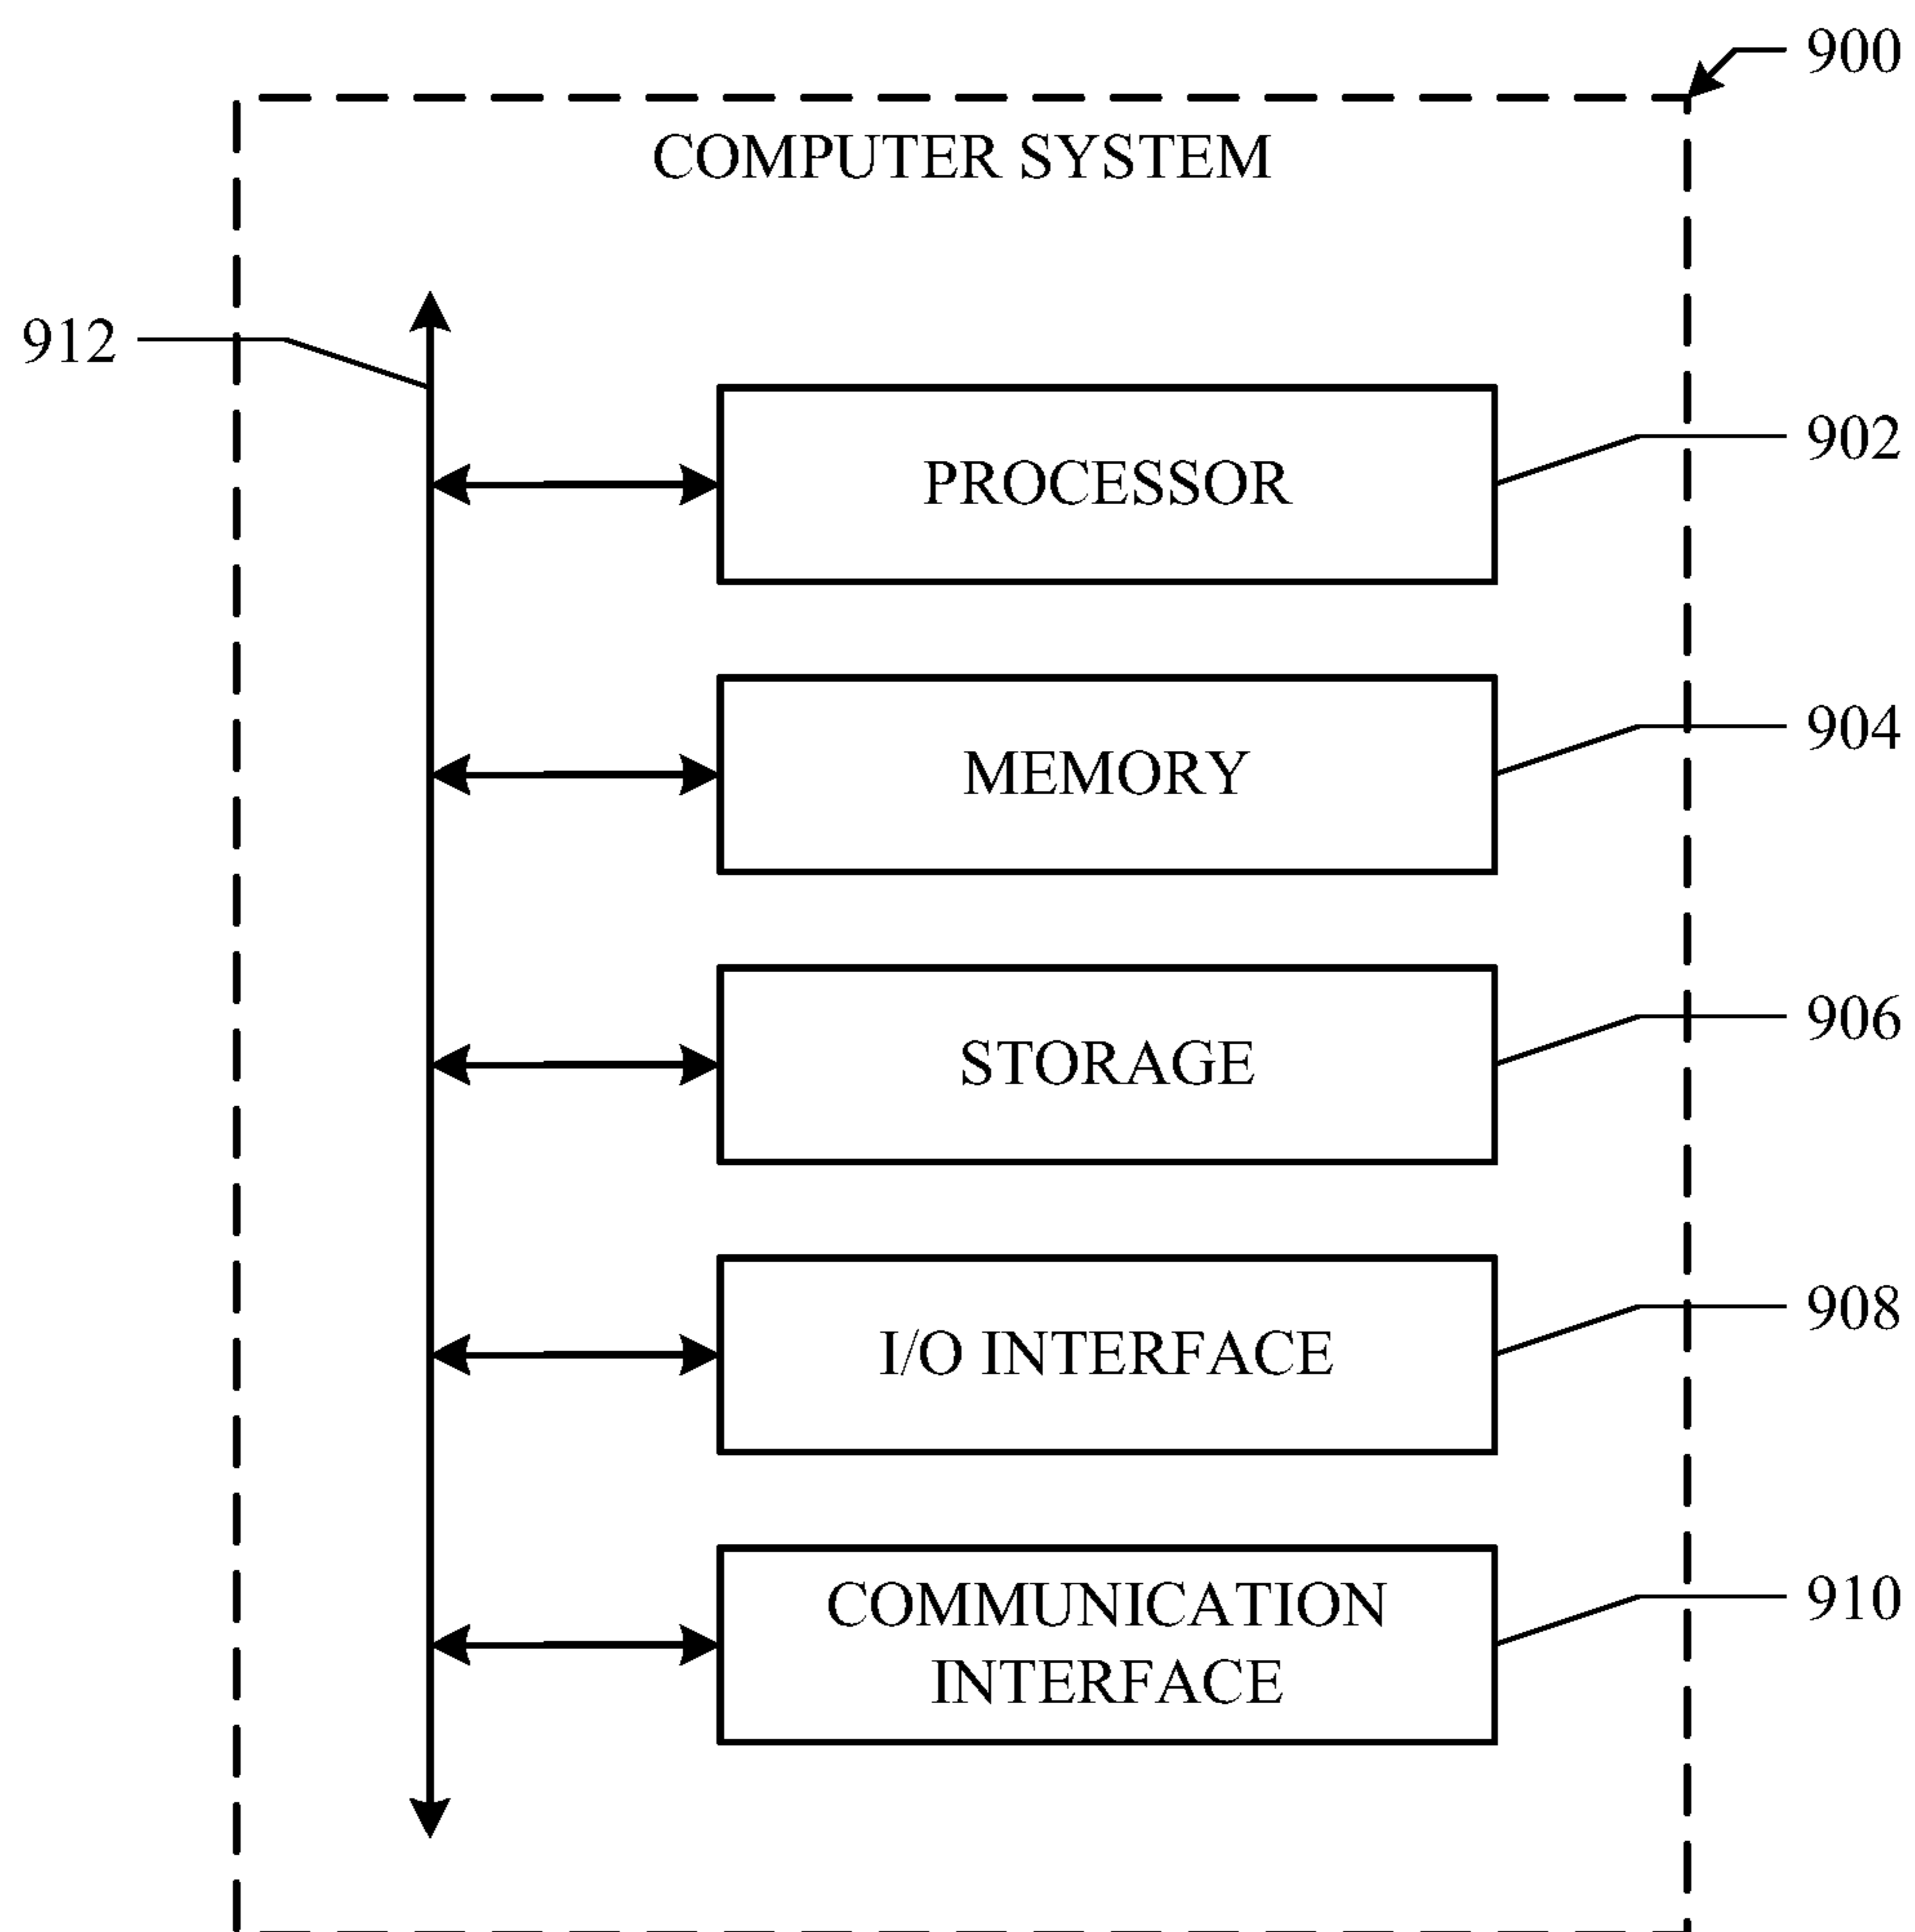 900
COMPUTER SYSTEM
912
PROCESSOR
902
MEMORY
904
STORAGE
906
I/O INTERFACE
908
COMMUNICATION
INTERFACE
910